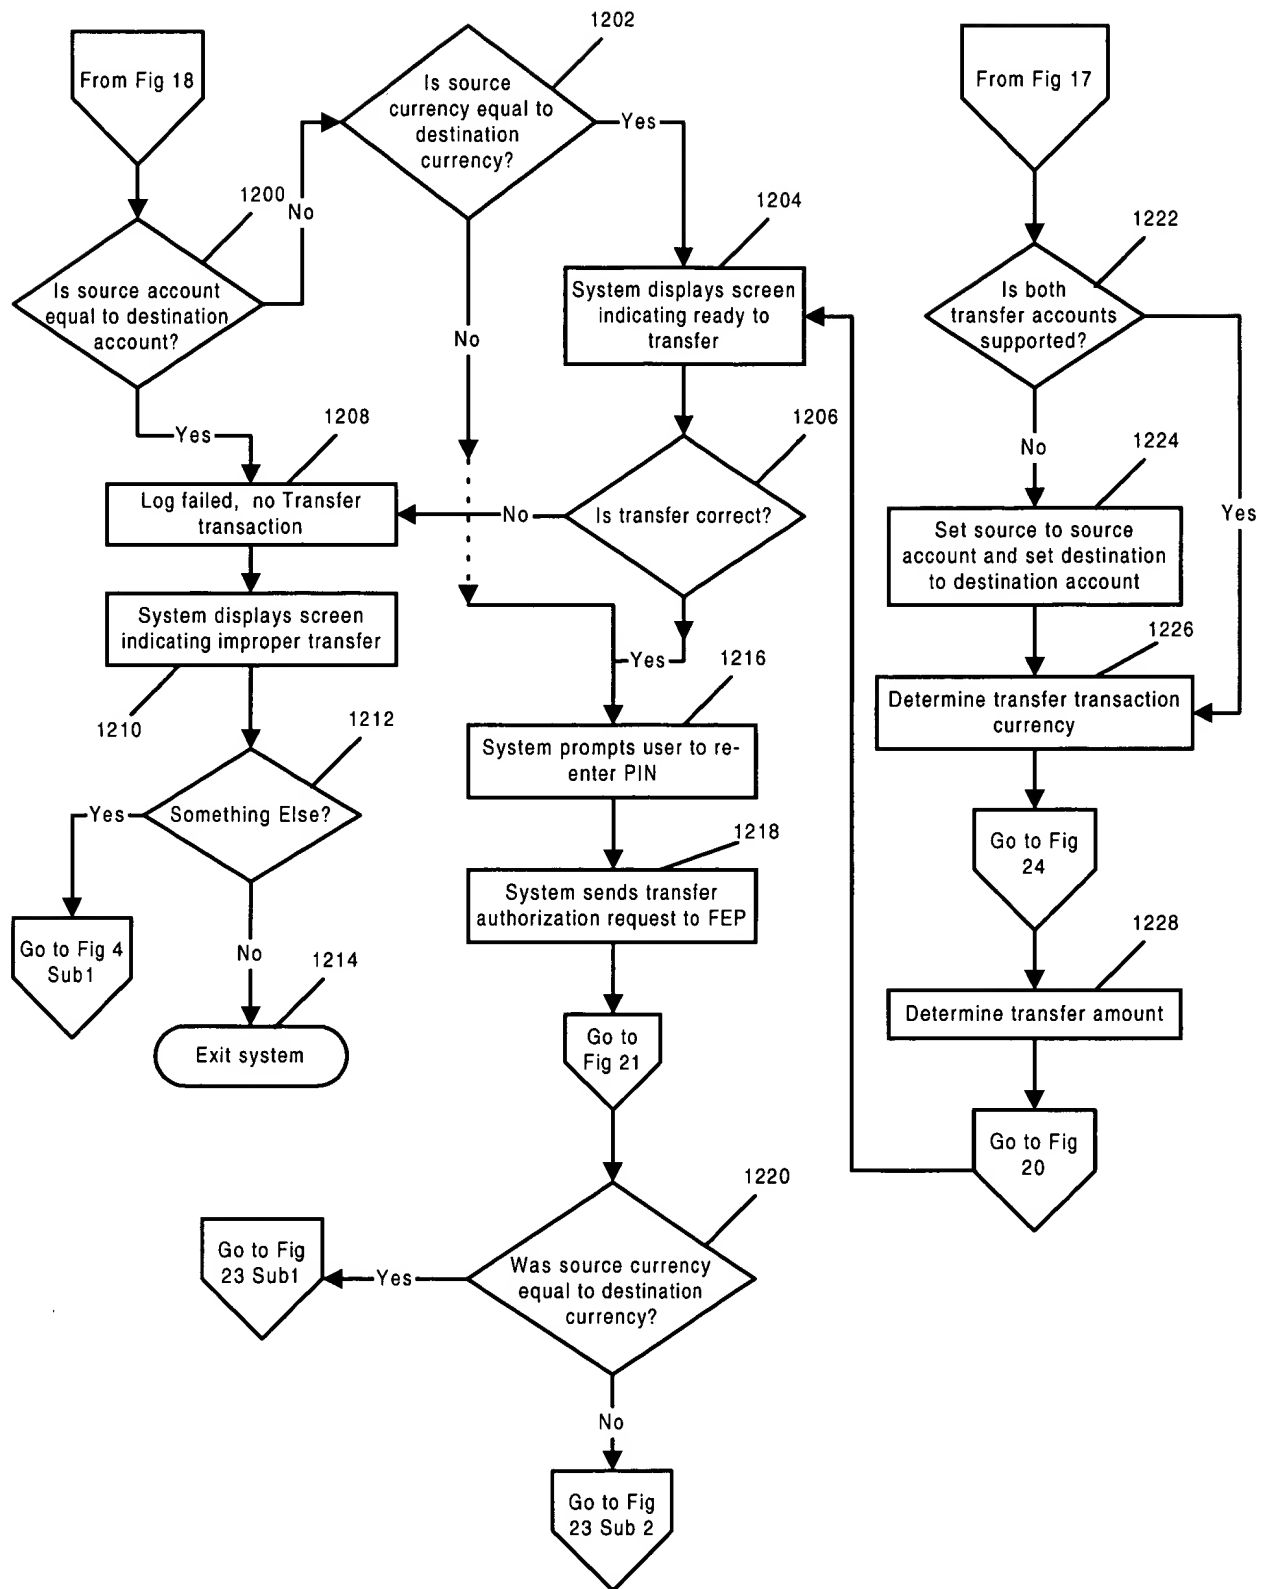 From Fig 18
1200
Is source account
equal to destination
account?
No
Yes
1202
Is source
currency equal to
destination
currency?
Yes
No
1204
System displays screen
indicating ready to
transfer
1206
Is transfer correct?
No
Yes
1208
Log failed, no Transfer
transaction
System displays screen
indicating improper transfer
1210
1212
Something Else?
Yes
Go to Fig 4
Sub1
No
1214
Exit system
1216
System prompts user to re-
enter PIN
1218
System sends transfer
authorization request to FEP
Go to
Fig 21
1220
Was source currency
equal to destination
currency?
Yes
Go to Fig
23 Sub1
No
Go to Fig
23 Sub 2
From Fig 17
1222
Is both
transfer accounts
supported?
No
Yes
1224
Set source to source
account and set destination
to destination account
1226
Determine transfer transaction
currency
Go to Fig
24
1228
Determine transfer amount
Go to Fig
20